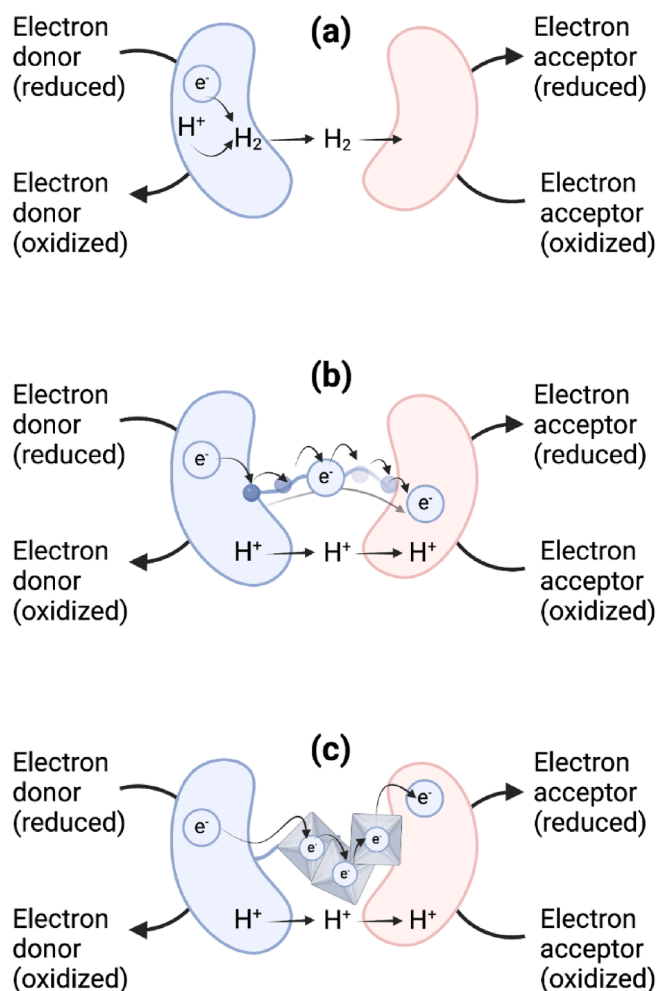 (a)
Electron
donor
(reduced)
Electron
acceptor
(reduced)
e-
H+
H2
H2
Electron
donor
(oxidized)
Electron
acceptor
(oxidized)
(b)
Electron
donor
(reduced)
Electron
acceptor
(reduced)
e-
e-
e-
H+
H+
H+
Electron
donor
(oxidized)
Electron
acceptor
(oxidized)
(c)
Electron
donor
(reduced)
Electron
acceptor
(reduced)
e-
e-
e-
e-
e-
H+
H+
H+
Electron
donor
(oxidized)
Electron
acceptor
(oxidized)